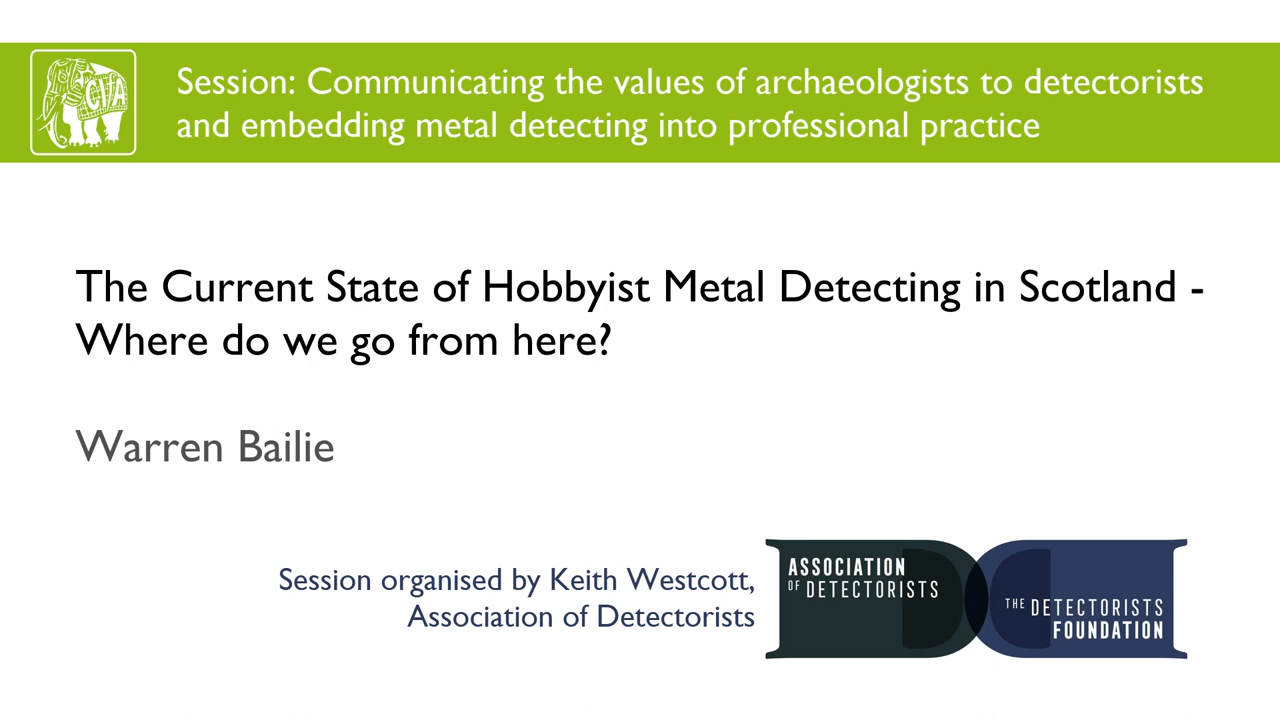 CIfA
Session: Communicating the values of archaeologists to detectorists
and embedding metal detecting into professional practice
The Current State of Hobbyist Metal Detecting in Scotland -
Where do we go from here?
Warren Bailie
Session organised by Keith Westcott,
Association of Detectorists
ASSOCIATION
OF DETECTORISTS
THE DETECTORISTS
FOUNDATION